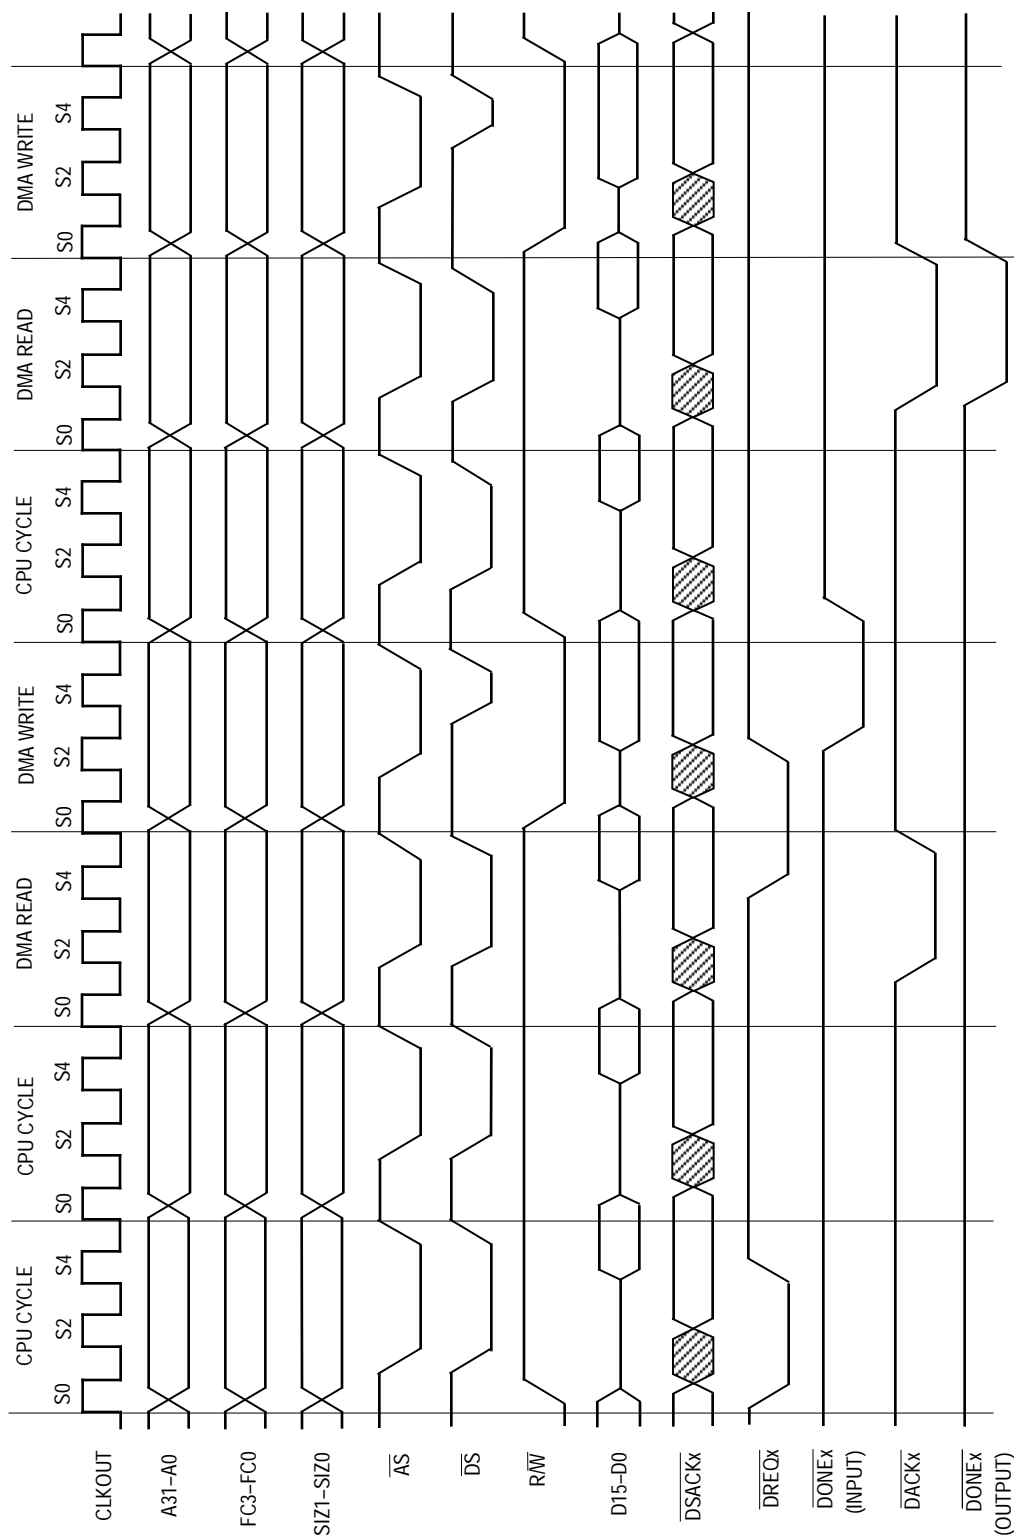 CPU CYCLE
CPU CYCLE
DMA READ
DMA WRITE
CPU CYCLE
DMA READ
DMA WRITE
S0 S2 S4 S0 S2 S4 S0 S2 S4 S0 S2 S4 S0 S2 S4 S0 S2 S4 S0 S2 S4
CLKOUT
A31–A0
FC3–FC0
SIZ1–SIZ0
AS
DS
R/W
D15–D0
DSACKx
DREQx
DONEx
(INPUT)
DACKx
DONEx
(OUTPUT)